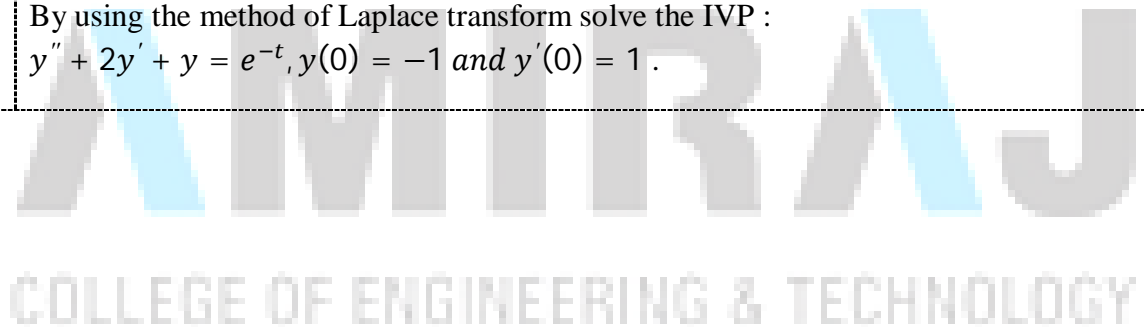 By using the method of Laplace transform solve the IVP :
y″ + 2y′ + y = e⁻ᵗ, y(0) = −1 and y′(0) = 1 .
AMIRAJ
COLLEGE OF ENGINEERING & TECHNOLOGY